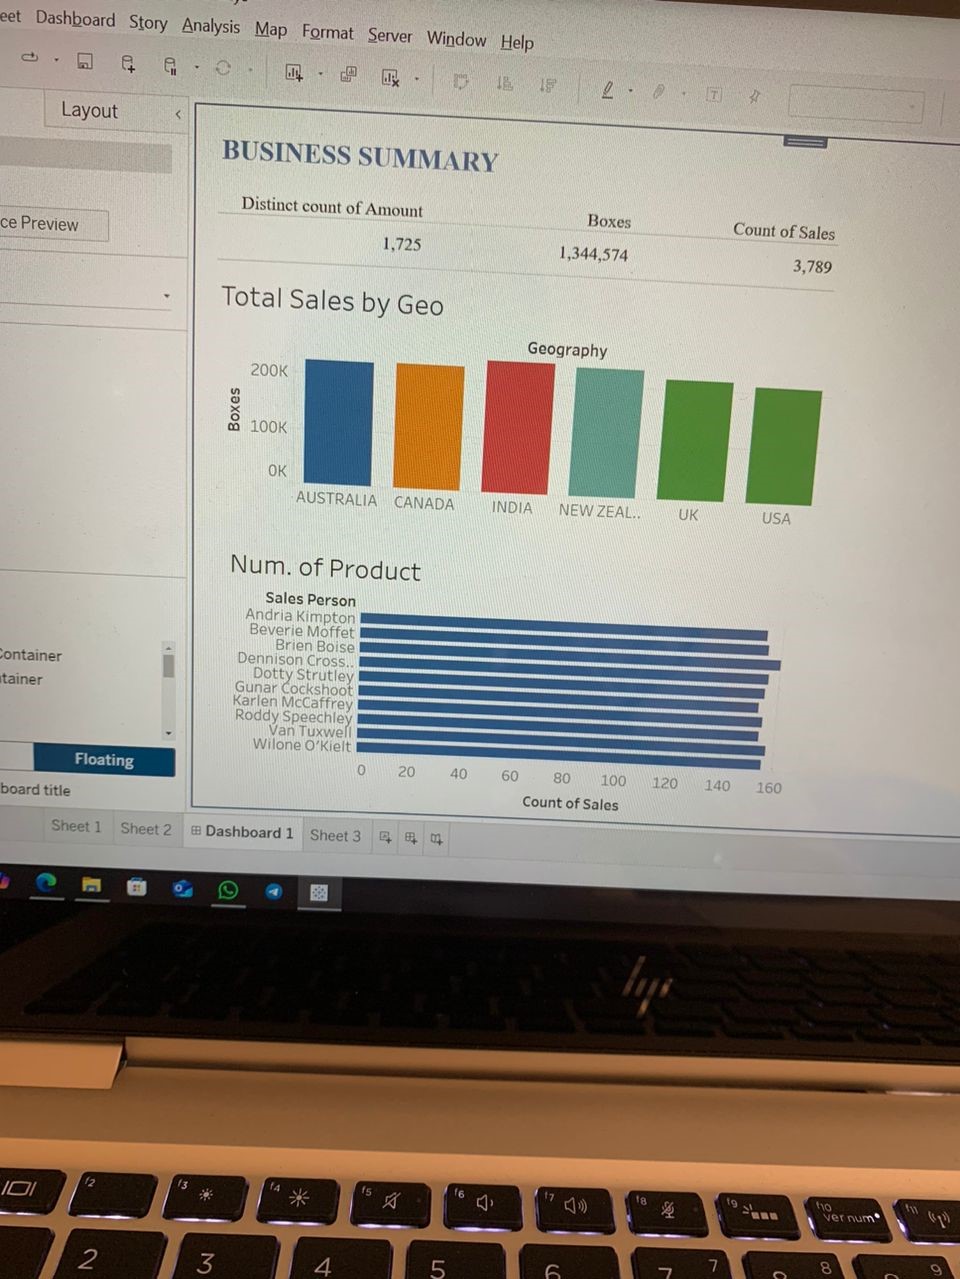 eet Dashboard Story Analysis Map Format Server Window Help
Layout
ce Preview
BUSINESS SUMMARY
Distinct count of Amount Boxes Count of Sales
1,725 1,344,574 3,789
Total Sales by Geo
Geography
Boxes
200K
100K
0K
AUSTRALIA CANADA INDIA NEW ZEAL.. UK USA
Num. of Product
Sales Person
Andria Kimpton
Beverie Moffet
Brien Boise
Dennison Cross..
Dotty Strutley
Gunar Cockshoot
Karlen McCaffrey
Roddy Speechley
Van Tuxwell
Wilone O'Kielt
0 20 40 60 80 100 120 140 160
Count of Sales
Container
ntainer
Floating
board title
Sheet 1 Sheet 2 Dashboard 1 Sheet 3
hp
f2 f3 f4 f5 f6 f7 f8 f9 f10 f11
ver num
2 3 4 5 6 7 7 8 8 9